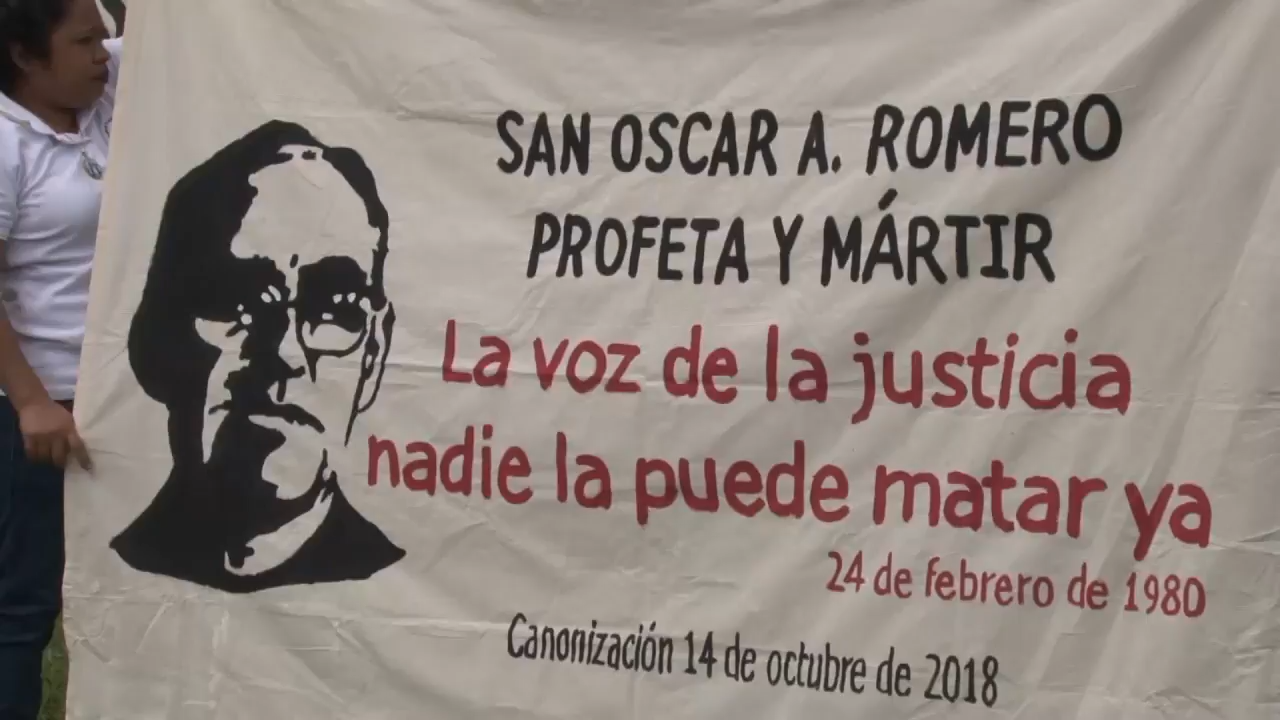 SAN OSCAR A. ROMERO
PROFETA Y MÁRTIR
La voz de la justicia
nadie la puede matar ya
24 de febrero de 1980
Canonización 14 de octubre de 2018